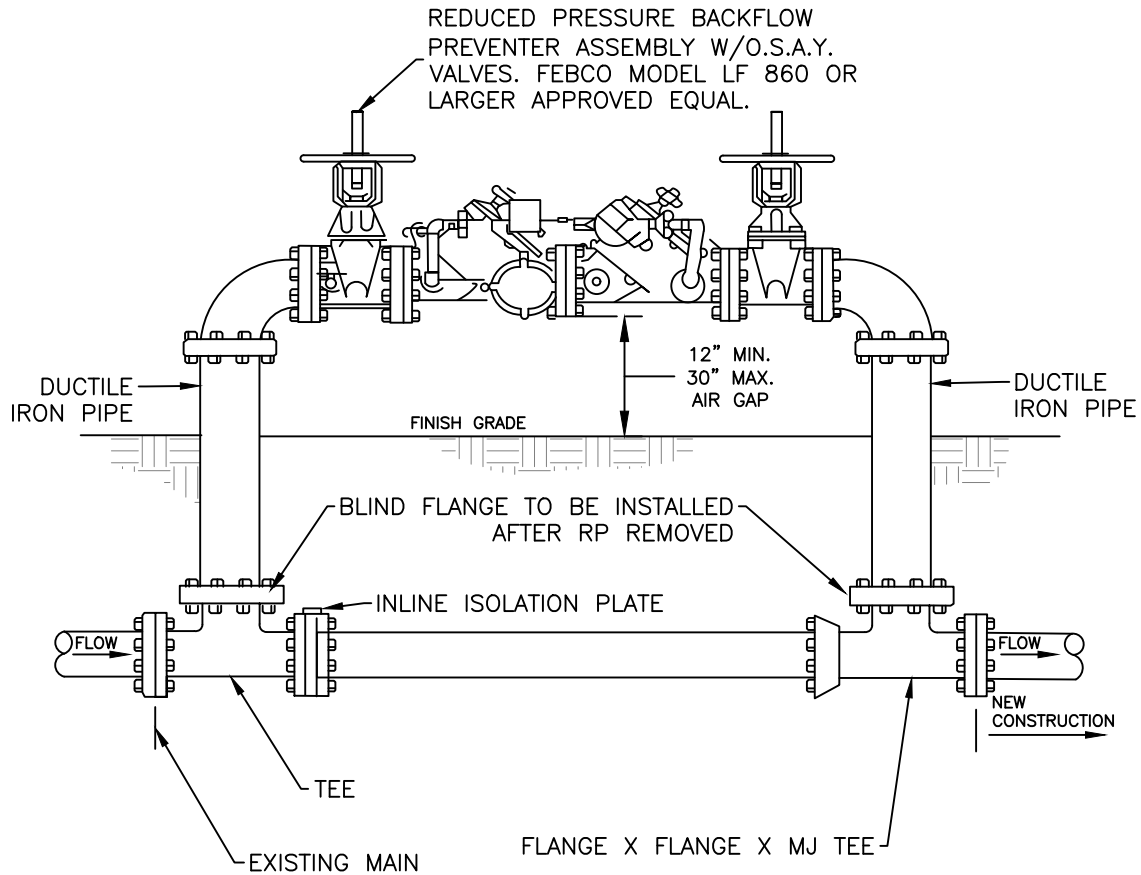 REDUCED PRESSURE BACKFLOW
PREVENTER ASSEMBLY W/O.S.A.Y.
VALVES. FEBCO MODEL LF 860 OR
LARGER APPROVED EQUAL.
12” MIN.
30” MAX.
AIR GAP
DUCTILE
IRON PIPE
DUCTILE
IRON PIPE
FINISH GRADE
BLIND FLANGE TO BE INSTALLED
AFTER RP REMOVED
INLINE ISOLATION PLATE
FLOW
FLOW
NEW
CONSTRUCTION
TEE
FLANGE X FLANGE X MJ TEE
EXISTING MAIN